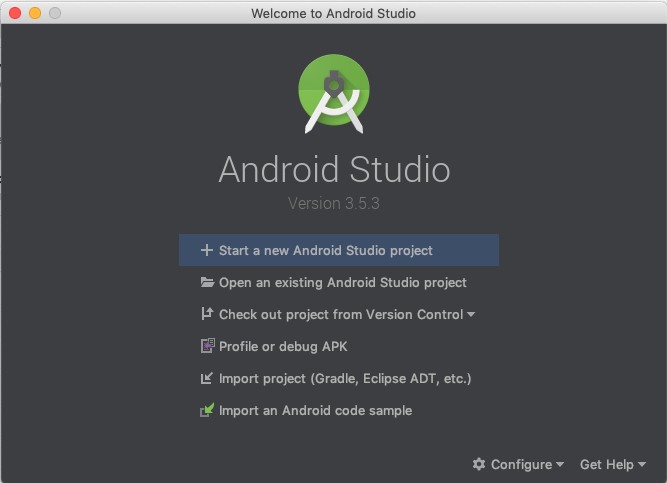 Welcome to Android Studio
Android Studio
Version 3.5.3
Start a new Android Studio project
Open an existing Android Studio project
Check out project from Version Control
Profile or debug APK
Import project (Gradle, Eclipse ADT, etc.)
Import an Android code sample
Configure Get Help